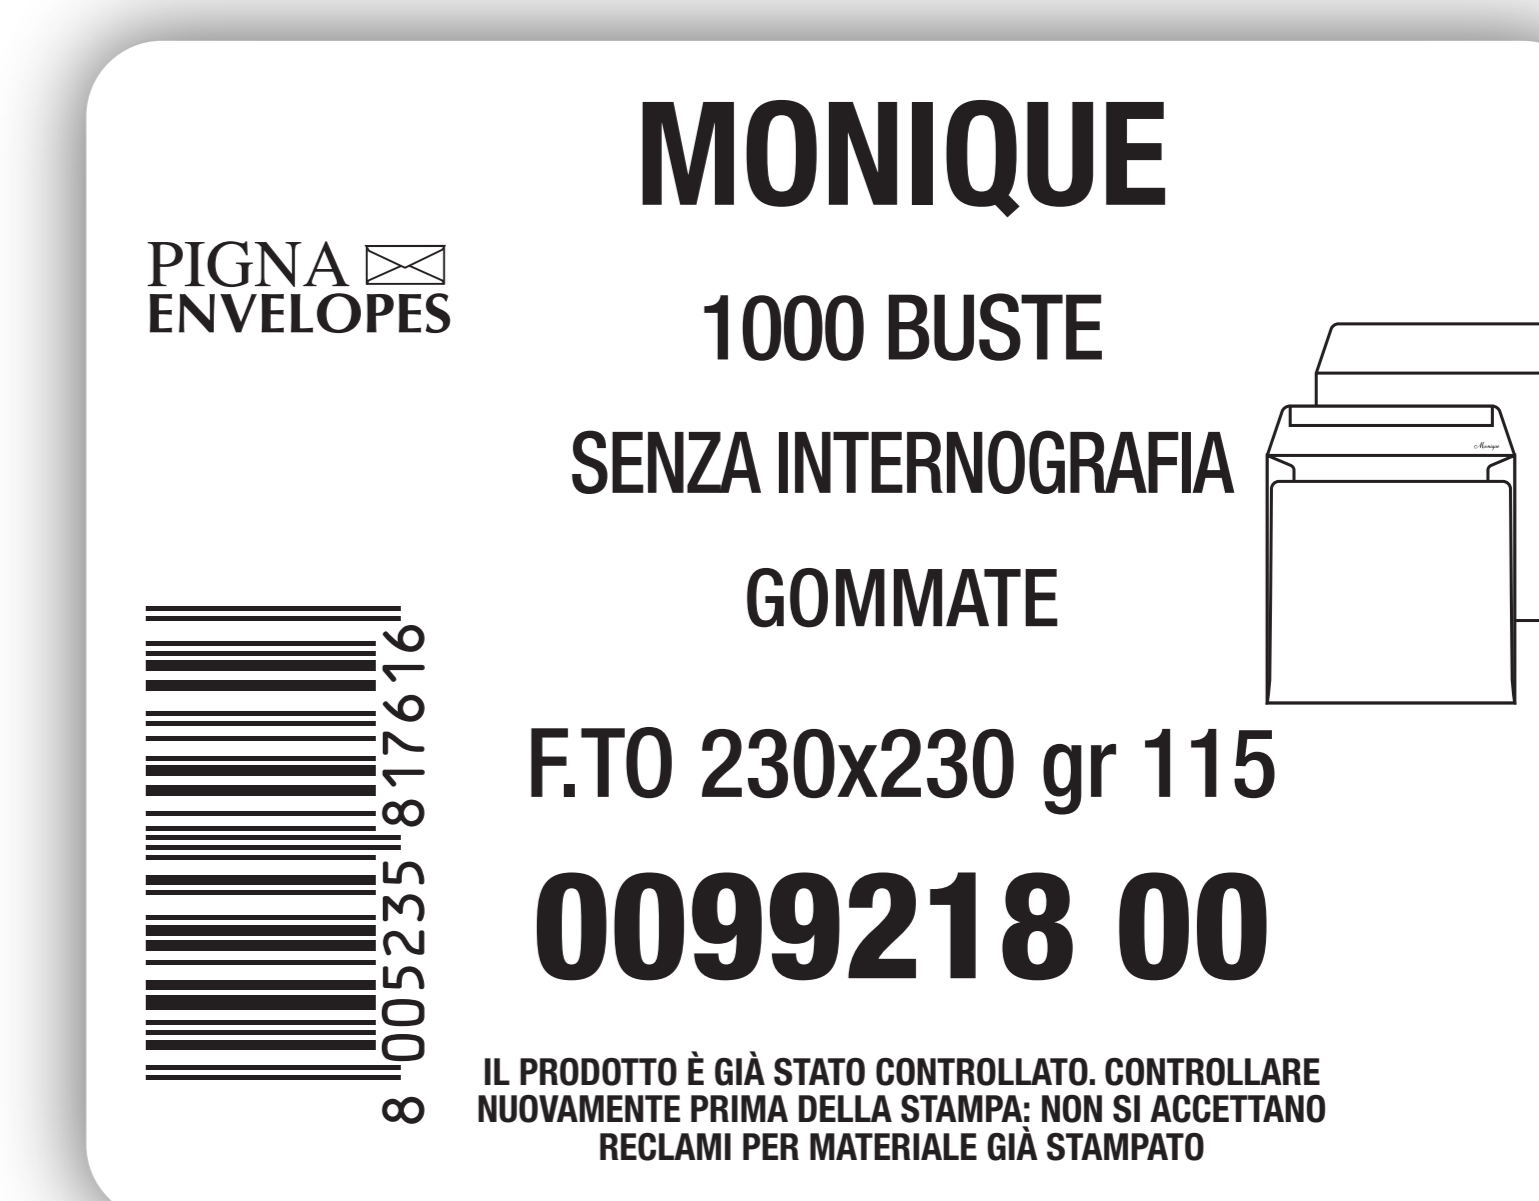 MONIQUE
PIGNA
ENVELOPES
1000 BUSTE
SENZA INTERNOGRAFIA
Monique
GOMMATE
F.TO 230x230 gr 115
0099218 00
8 005235 817616
IL PRODOTTO È GIÀ STATO CONTROLLATO. CONTROLLARE
NUOVAMENTE PRIMA DELLA STAMPA: NON SI ACCETTANO
RECLAMI PER MATERIALE GIÀ STAMPATO